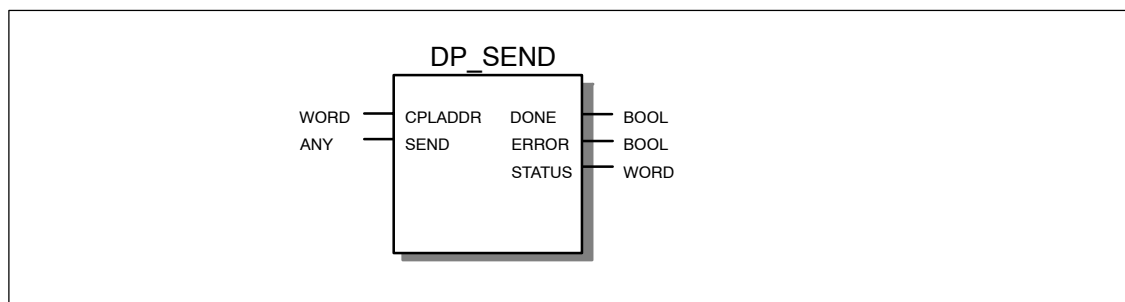 DP_SEND
WORD CPLADDR DONE BOOL
ANY SEND ERROR BOOL
STATUS WORD